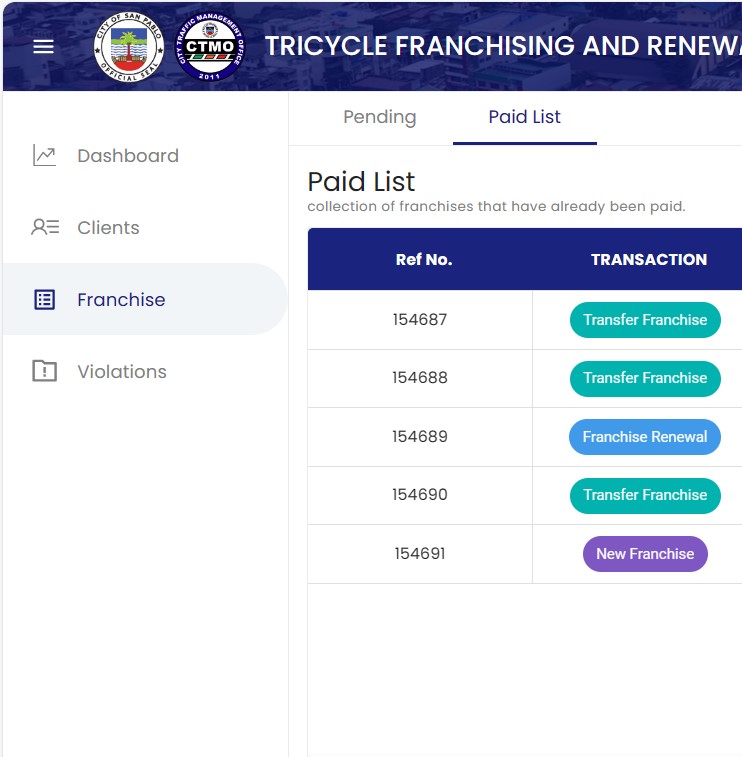 CITY OF SAN PABLO
OFFICIAL SEAL
CITY TRAFFIC MANAGEMENT OFFICE
CTMO
2011
TRICYCLE FRANCHISING AND RENEWA
Pending
Paid List
Dashboard
Clients
Franchise
Violations
Paid List
collection of franchises that have already been paid.
Ref No. TRANSACTION
154687 Transfer Franchise
154688 Transfer Franchise
154689 Franchise Renewal
154690 Transfer Franchise
154691 New Franchise